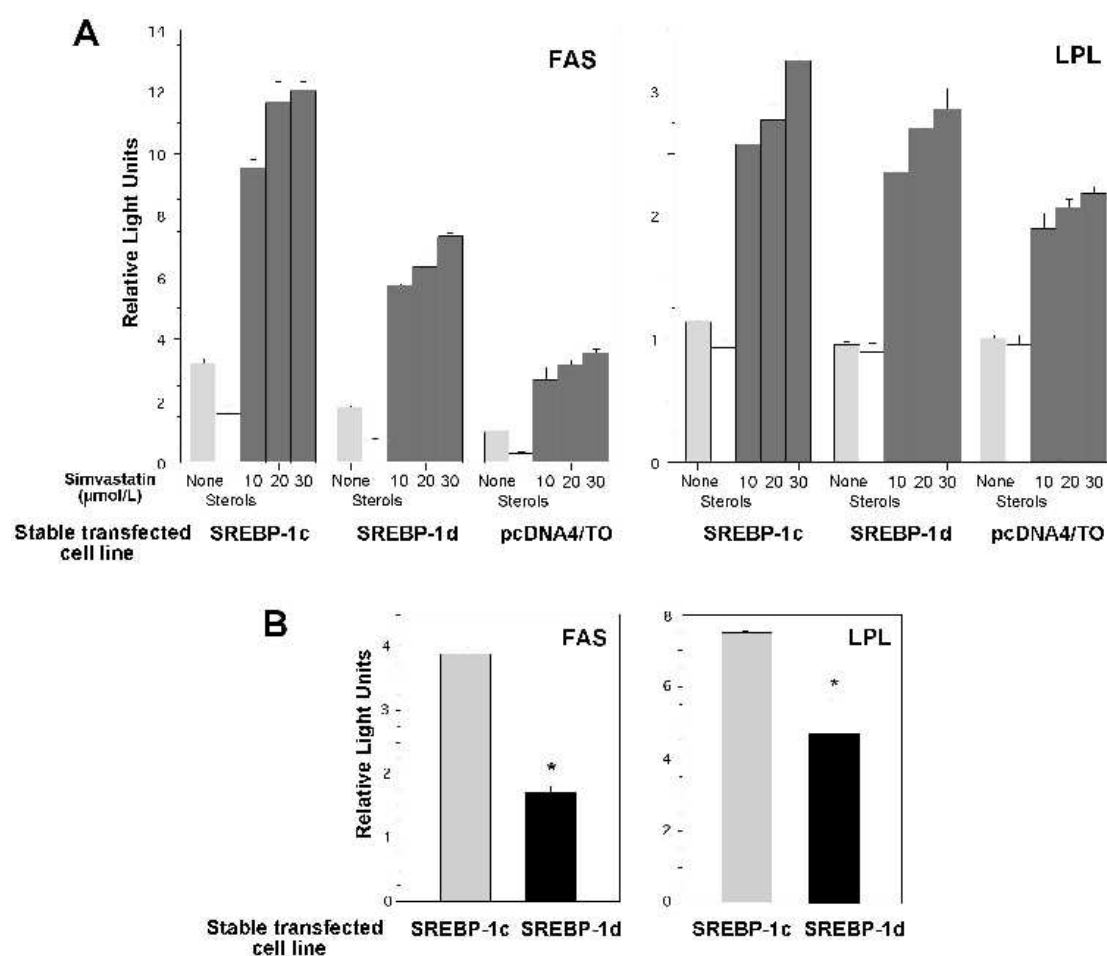 A
FAS
LPL
Relative Light Units
14
12
10
8
6
4
2
0
3
2
1
0
Simvastatin
(µmol/L)
None 10 20 30 None 10 20 30 None 10 20 30
Sterols Sterols Sterols
None 10 20 30 None 10 20 30 None 10 20 30
Sterols Sterols Sterols
Stable transfected
cell line
SREBP-1c SREBP-1d pcDNA4/TO
SREBP-1c SREBP-1d pcDNA4/TO
B
FAS
LPL
Relative Light Units
4
3
2
1
0
8
6
4
2
0
*
*
Stable transfected
cell line
SREBP-1c SREBP-1d
SREBP-1c SREBP-1d